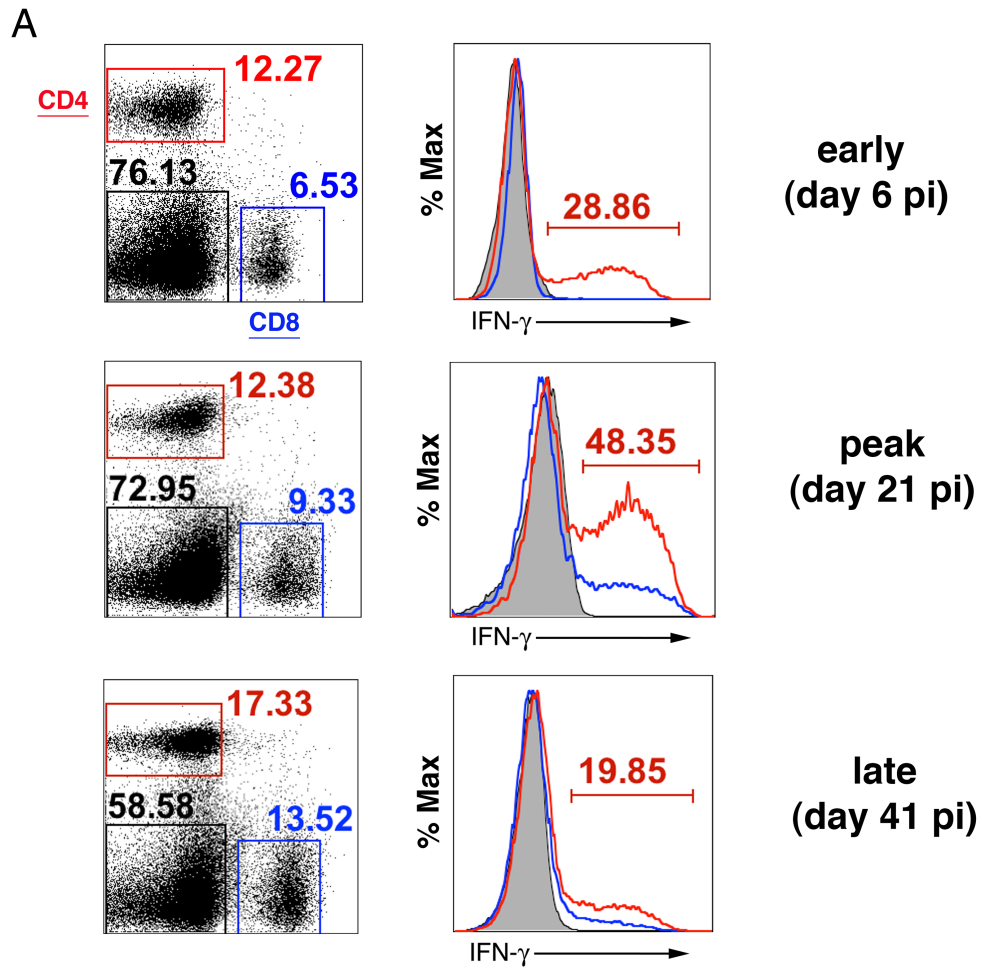 A
CD4
12.27
76.13
6.53
CD8
% Max
28.86
IFN-γ
early
(day 6 pi)
12.38
72.95
9.33
% Max
48.35
IFN-γ
peak
(day 21 pi)
17.33
58.58
13.52
% Max
19.85
IFN-γ
late
(day 41 pi)